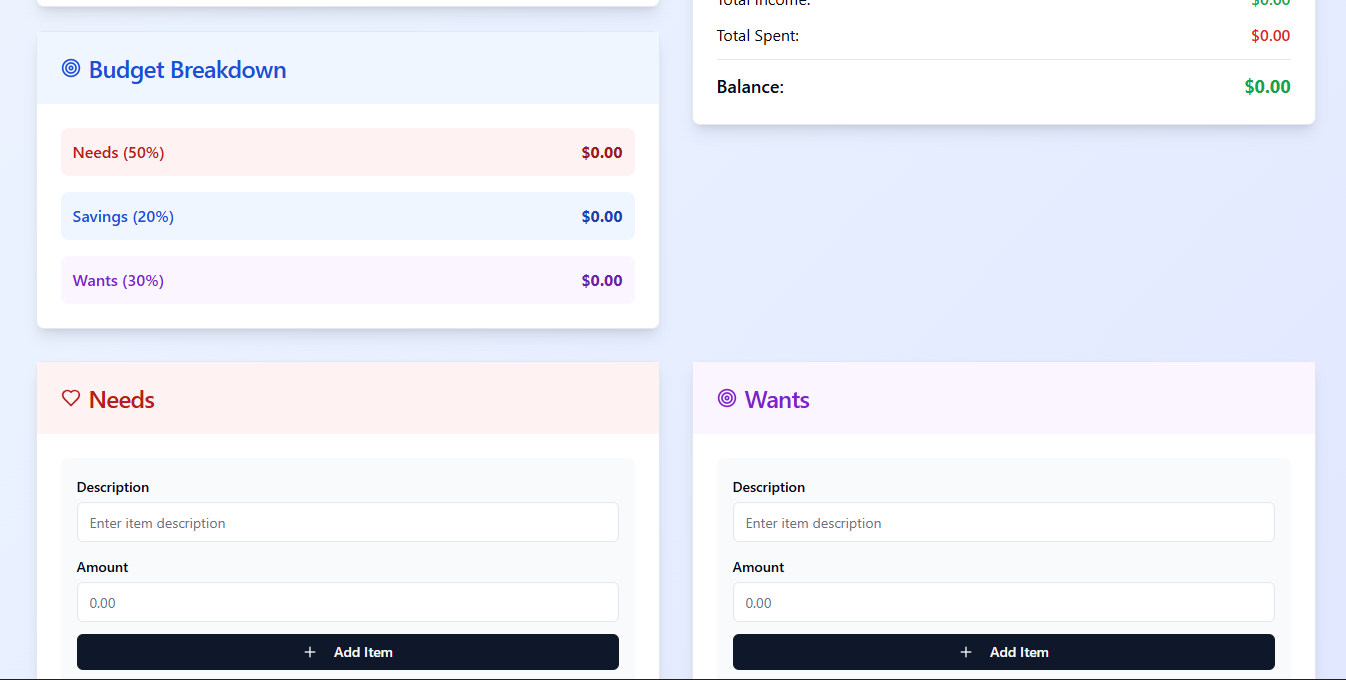 Total Income: $0.00
Total Spent: $0.00
Balance: $0.00
Budget Breakdown
Needs (50%) $0.00
Savings (20%) $0.00
Wants (30%) $0.00
Needs
Description
Enter item description
Amount
0.00
+ Add Item
Wants
Description
Enter item description
Amount
0.00
+ Add Item